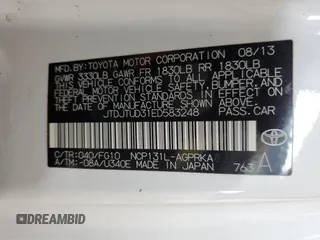 MFD. BY: TOYOTA MOTOR CORPORATION 08/13
GVWR 3330LB GAWR FR 1830LB RR 1830LB
THIS VEHICLE CONFORMS TO ALL APPLICABLE
FEDERAL MOTOR VEHICLE SAFETY, BUMPER, AND
THEFT PREVENTION STANDARDS IN EFFECT ON THE
DATE OF MANUFACTURE SHOWN ABOVE.
JTDJTUD31ED583248 PASS.CAR
C/TR: 040/FG10 NCP131L-AGPRKA
A/TM: -08A/U340E MADE IN JAPAN 763 A
TOYOTA
DREAMBID